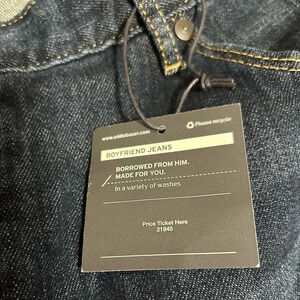 www.eddiebauer.com
Please recycle
BOYFRIEND JEANS
BORROWED FROM HIM.
MADE FOR YOU.
In a variety of washes
Price Ticket Here
21845